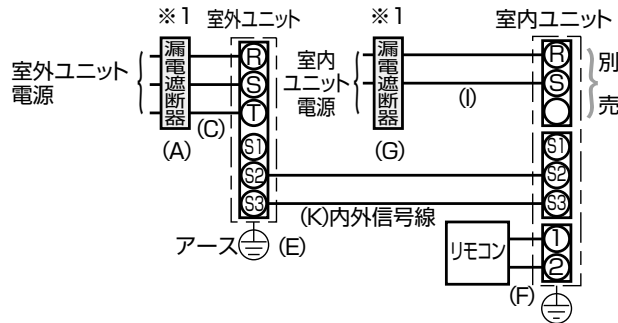 ※1
室外ユニット
漏電遮断器
室外ユニット
電源
(A)
(C)
R
S
T
S1
S2
S3
アース
(E)
※1
漏電遮断器
室内
ユニット
電源
(G)
(I)
室内ユニット
R
S
別売
S1
S2
S3
(K)内外信号線
リモコン
1
2
(F)